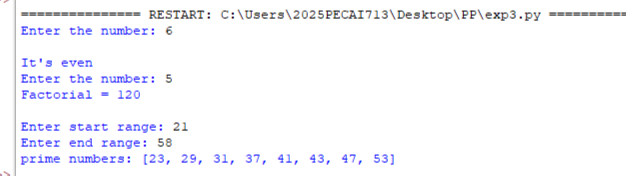 ================ RESTART: C:\Users\2025PECAI713\Desktop\PP\exp3.py ==========
Enter the number: 6
It's even
Enter the number: 5
Factorial = 120
Enter start range: 21
Enter end range: 58
prime numbers: [23, 29, 31, 37, 41, 43, 47, 53]
>